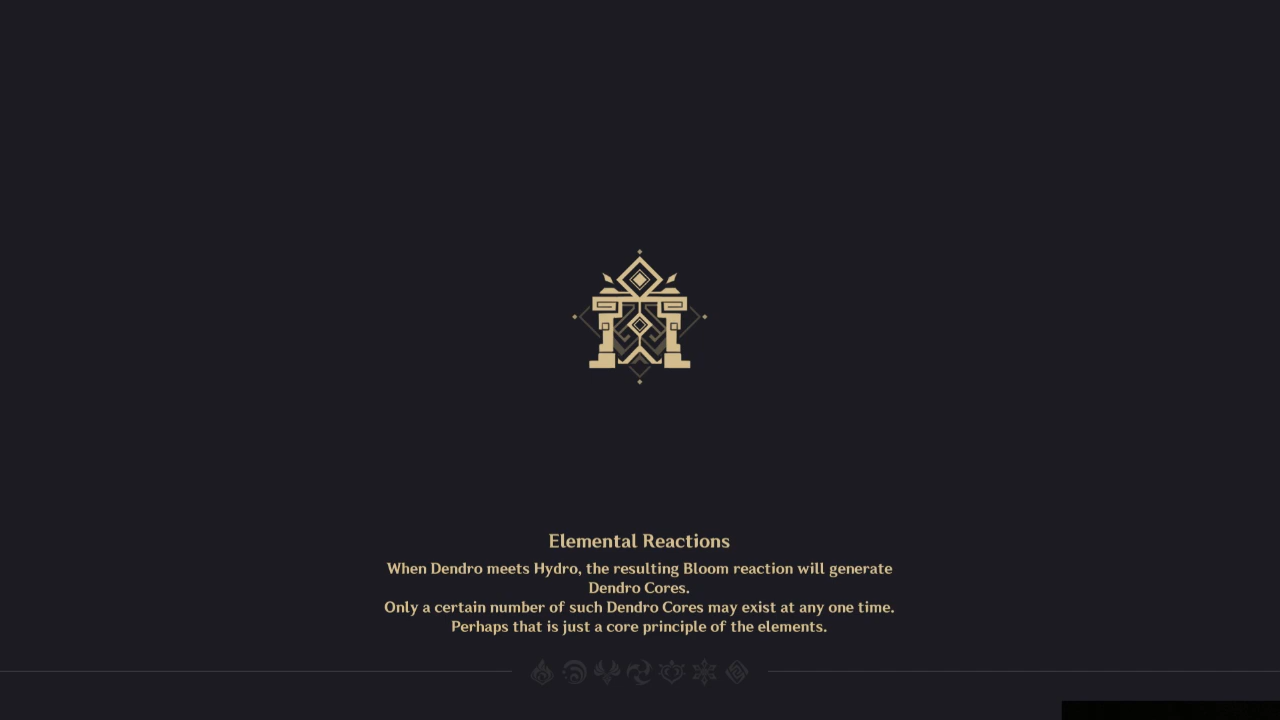 Elemental Reactions
When Dendro meets Hydro, the resulting Bloom reaction will generate
Dendro Cores.
Only a certain number of such Dendro Cores may exist at any one time.
Perhaps that is just a core principle of the elements.